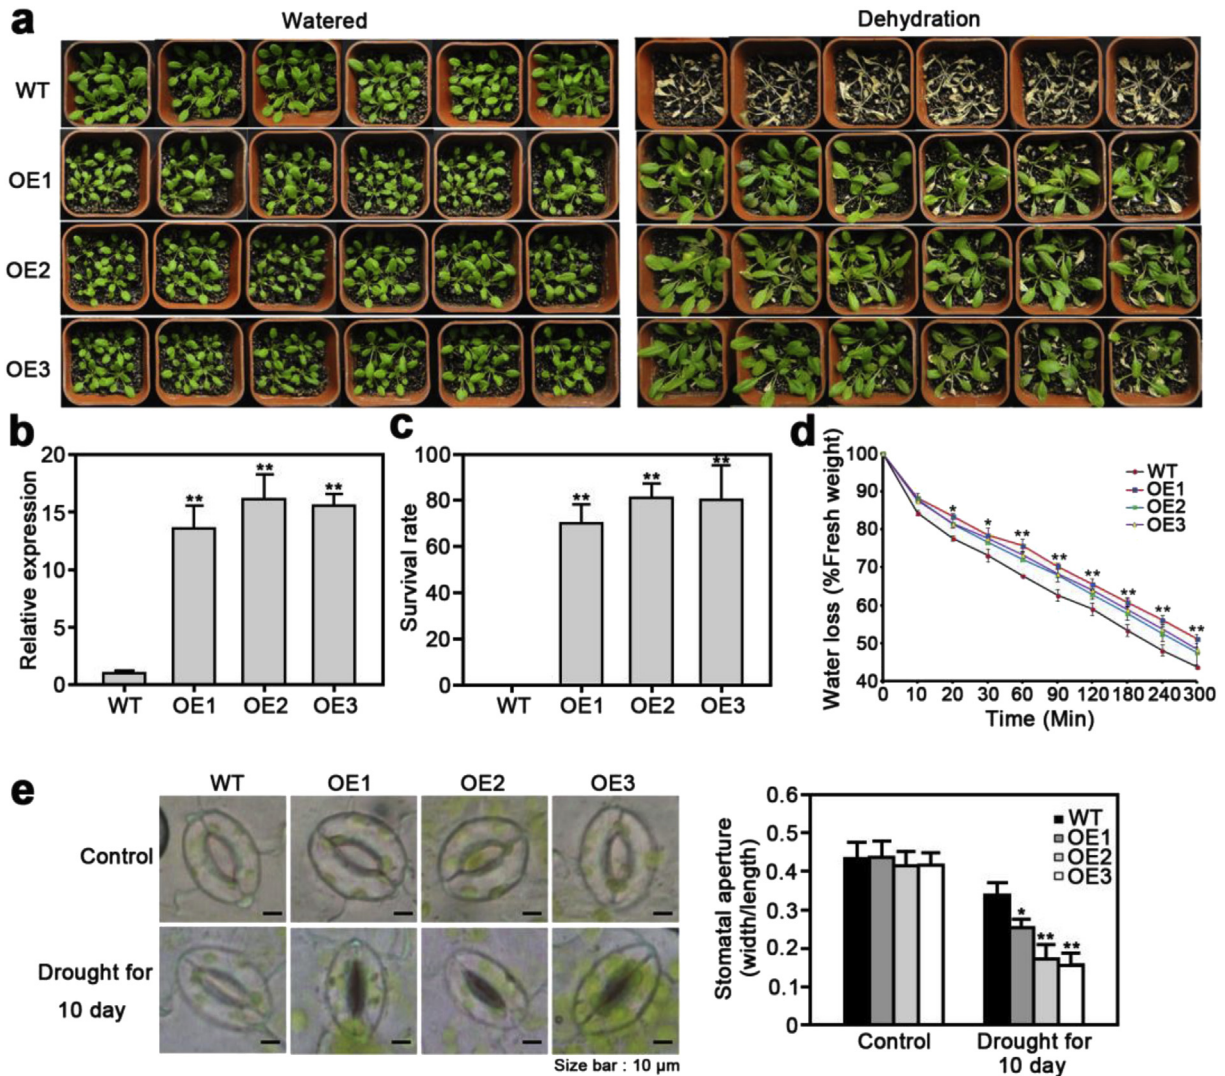 a
Watered
Dehydration
WT
OE1
OE2
OE3
b
Relative expression
20
15
10
5
0
**
**
**
WT
OE1
OE2
OE3
c
Survival rate
100
80
60
40
20
0
**
**
**
WT
OE1
OE2
OE3
d
Water loss (%Fresh weight)
100
90
80
70
60
50
40
WT
OE1
OE2
OE3
*
*
**
**
**
**
**
**
0 10 20 30 60 90 120 180 240 300
Time (Min)
e
WT
OE1
OE2
OE3
Control
Drought for
10 day
Size bar : 10 μm
Stomatal aperture
(width/length)
0.6
0.5
0.4
0.3
0.2
0.1
0
WT
OE1
OE2
OE3
*
**
**
Control
Drought for
10 day